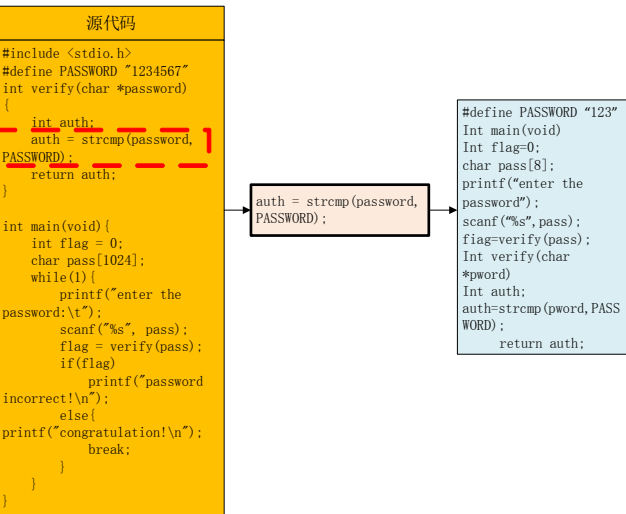 源代码
#include <stdio.h>
#define PASSWORD "1234567"
int verify(char *password)
{
int auth;
auth = strcmp(password,
PASSWORD);
return auth;
}
int main(void){
int flag = 0;
char pass[1024];
while(1){
printf("enter the
password:\t");
scanf("%s", pass);
flag = verify(pass);
if(flag)
printf("password
incorrect!\n");
else{
printf("congratulation!\n");
break;
}
}
}
auth = strcmp(password,
PASSWORD);
#define PASSWORD “123”
Int main(void)
Int flag=0;
char pass[8];
printf(“enter the
password”);
scanf(“%s”,pass);
fiag=verify(pass);
Int verify(char
*pword)
Int auth;
auth=strcmp(pword,PASS
WORD);
return auth;